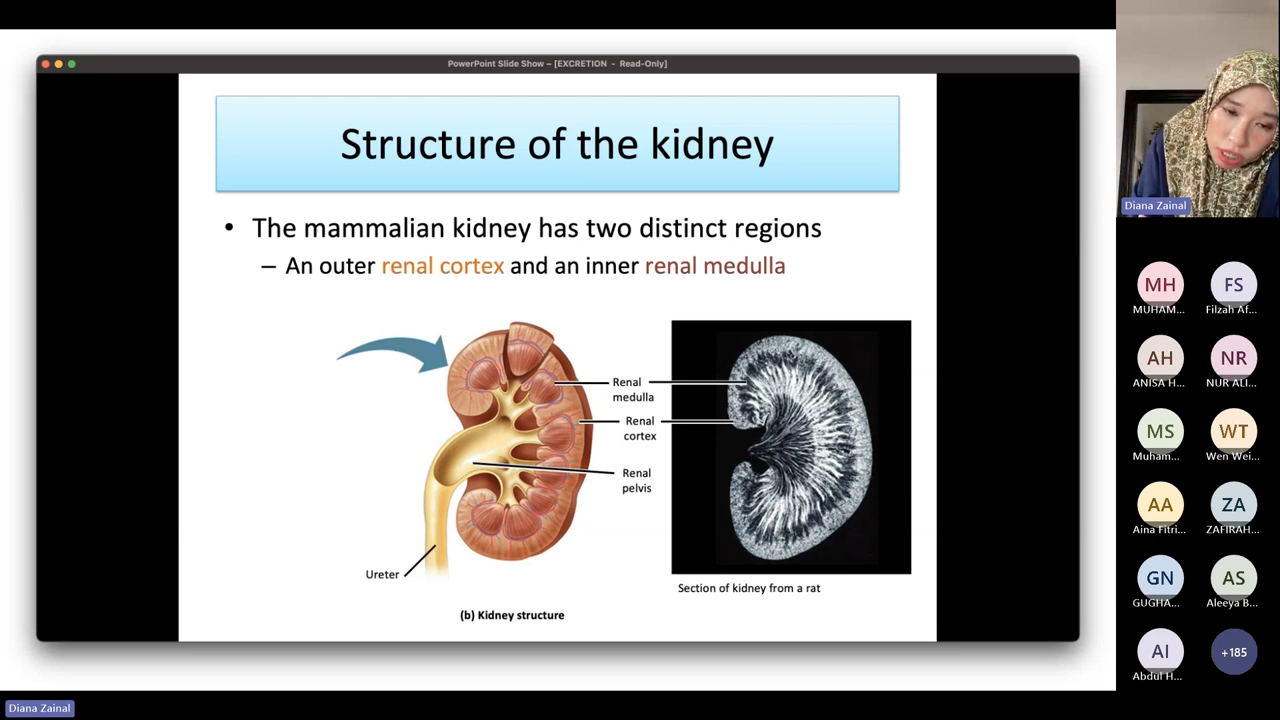 PowerPoint Slide Show – [EXCRETION - Read-Only]
Structure of the kidney
• The mammalian kidney has two distinct regions
– An outer renal cortex and an inner renal medulla
Renal
medulla
Renal
cortex
Renal
pelvis
Ureter
Section of kidney from a rat
(b) Kidney structure
Diana Zainal
MH
MUHAM...
FS
Filzah Af...
AH
ANISA H...
NR
NUR ALI...
MS
Muham...
WT
Wen Wei...
AA
Aina Fitri...
ZA
ZAFIRAH...
GN
GUGHA...
AS
Aleeya B...
AI
Abdul H...
+185
Diana Zainal